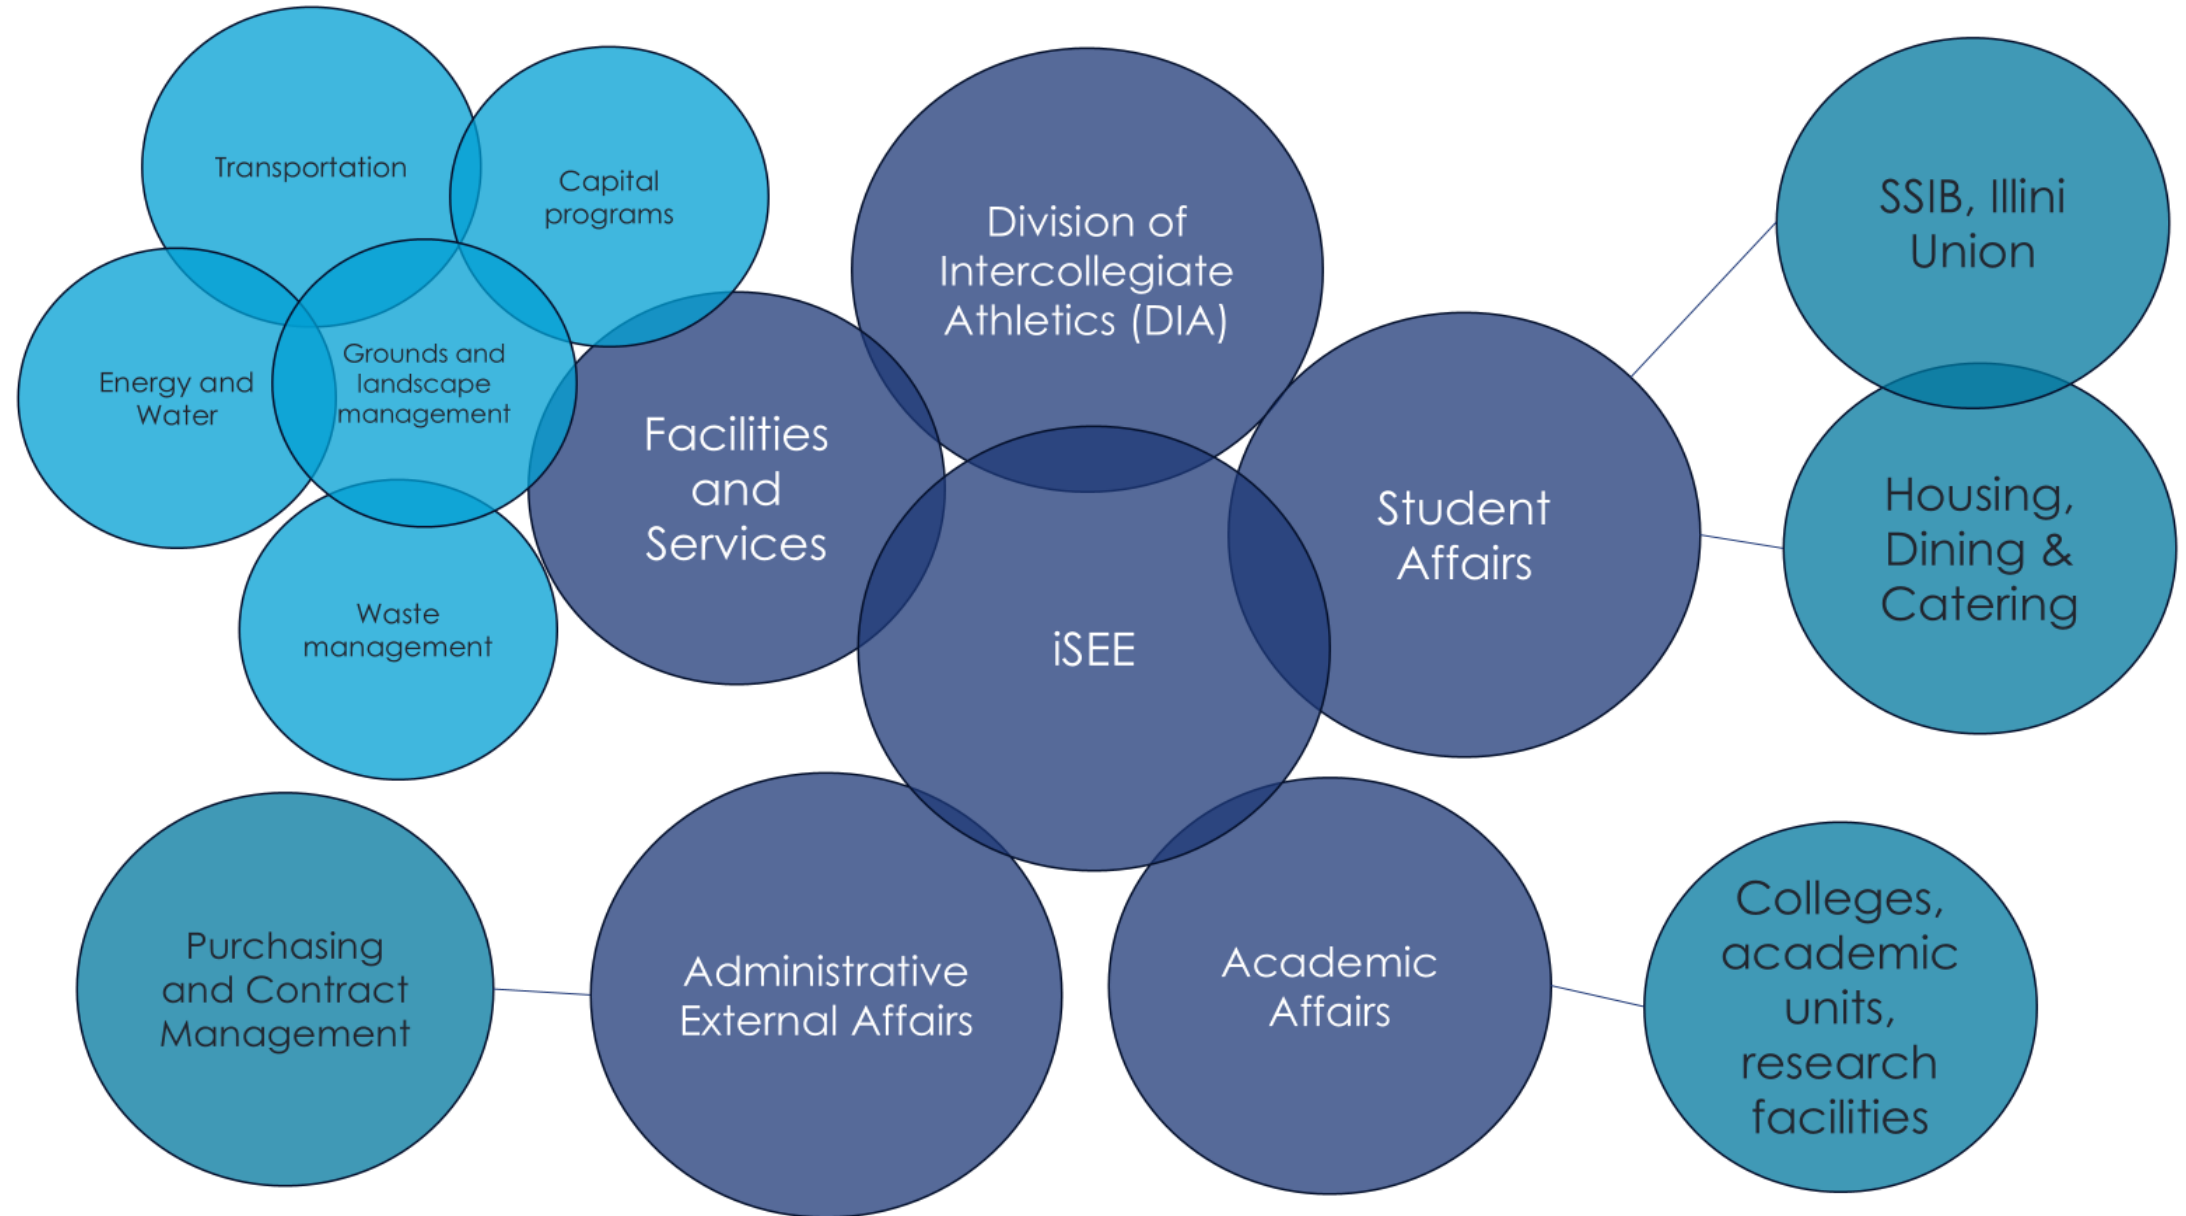 Transportation
Capital
programs
Energy and
Water
Grounds and
landscape
management
Waste
management
Facilities
and
Services
Division of
Intercollegiate
Athletics (DIA)
iSEE
Student
Affairs
SSIB, Illini
Union
Housing,
Dining &
Catering
Purchasing
and Contract
Management
Administrative
External Affairs
Academic
Affairs
Colleges,
academic
units,
research
facilities